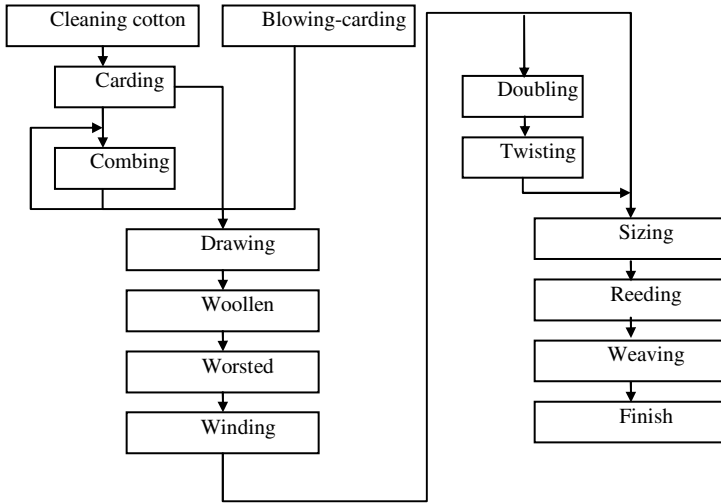 Cleaning cotton
Blowing-carding
Carding
Combing
Drawing
Woollen
Worsted
Winding
Doubling
Twisting
Sizing
Reeding
Weaving
Finish